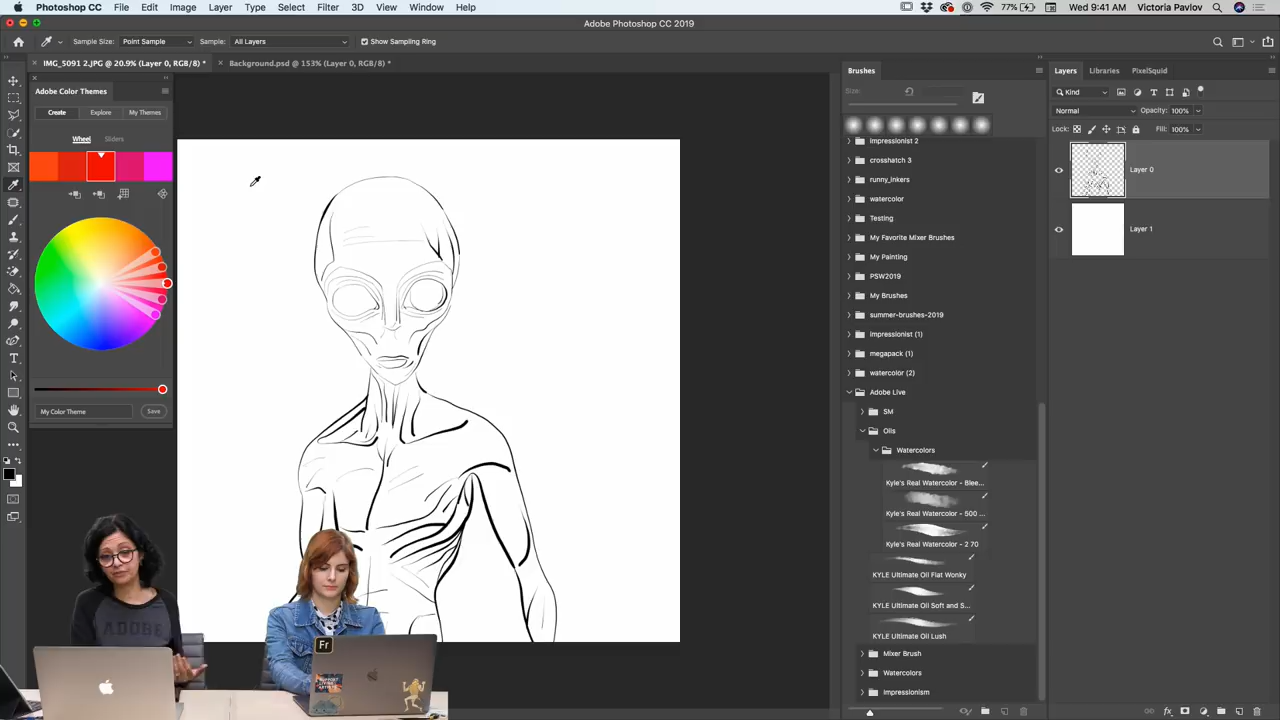 Photoshop CC File Edit Image Layer Type Select Filter 3D View Window Help 77% Wed 9:41 AM Victoria Pavlov
Adobe Photoshop CC 2019
Sample Size: Point Sample Sample: All Layers Show Sampling Ring
IMG_5091 2.JPG @ 20.9% (Layer 0, RGB/8) * Background.psd @ 153% (Layer 0, RGB/8) *
Adobe Color Themes
Create Explore My Themes
Wheel Sliders
My Color Theme Save
Brushes
Size:
Impressionist 2
crosshatch 3
runny_inkers
watercolor
Testing
My Favorite Mixer Brushes
My Painting
PSW2019
My Brushes
summer-brushes-2019
impressionist (1)
megapack (1)
watercolor (2)
Adobe Live
SM
Oils
Watercolors
Kyle's Real Watercolor - Blee...
Kyle's Real Watercolor - 500 ...
Kyle's Real Watercolor - 2 70
KYLE Ultimate Oil Flat Wonky
KYLE Ultimate Oil Soft and S...
KYLE Ultimate Oil Lush
Mixer Brush
Watercolors
Impressionism
Layers Libraries PixelSquid
Kind
Normal Opacity: 100%
Lock: Fill: 100%
Layer 0
Layer 1
ADOBE
Fr
SUPPORT
LIVING
ARTISTS